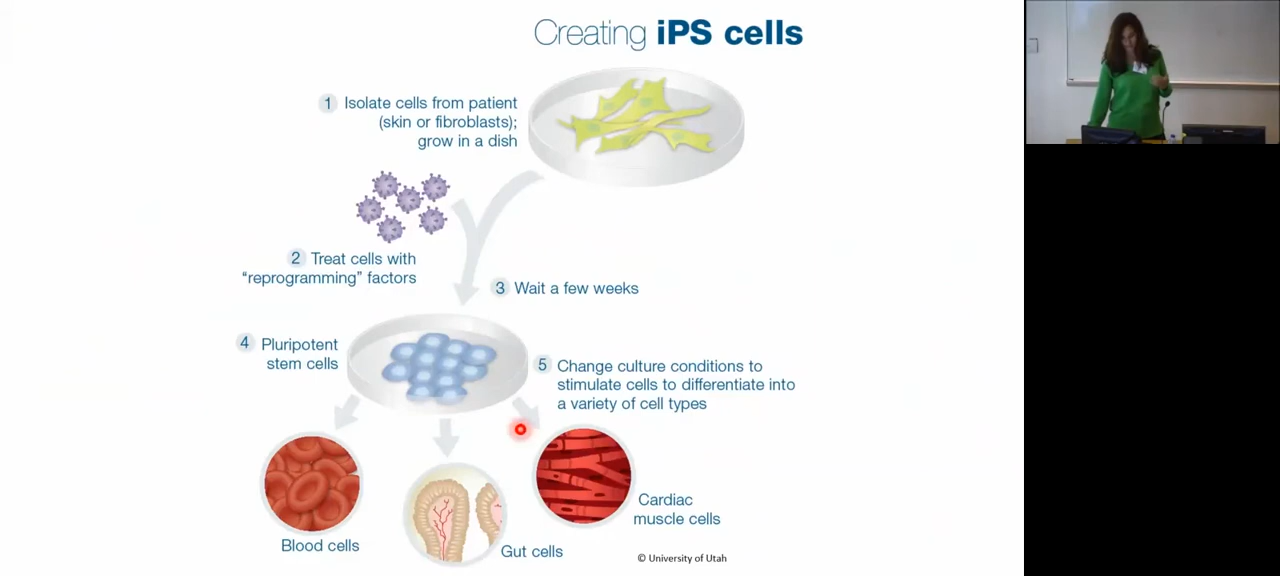 Creating iPS cells
1 Isolate cells from patient
(skin or fibroblasts);
grow in a dish
2 Treat cells with
“reprogramming” factors
3 Wait a few weeks
4 Pluripotent
stem cells
5 Change culture conditions to
stimulate cells to differentiate into
a variety of cell types
Blood cells
Gut cells
Cardiac
muscle cells
© University of Utah